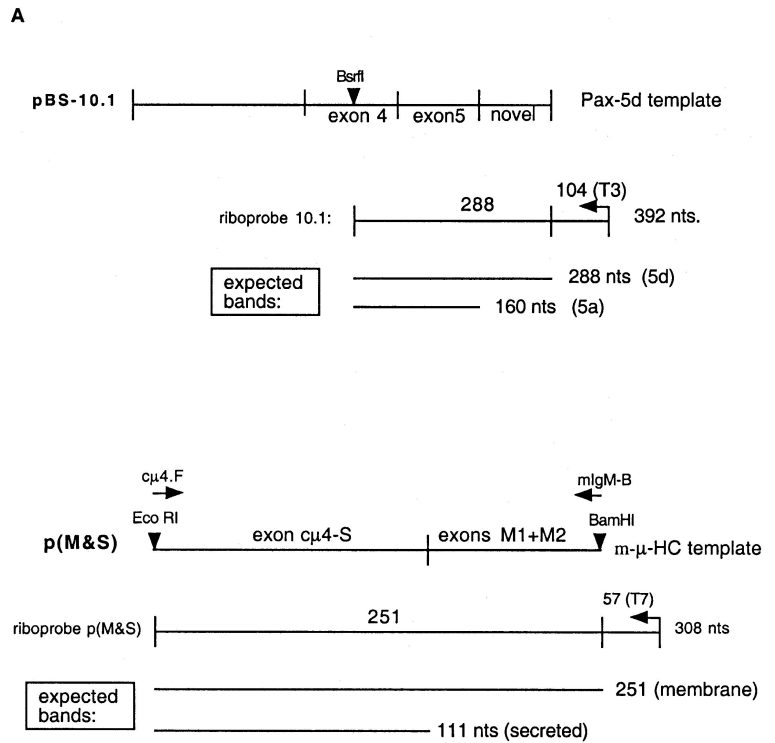 A
BsrfI
pBS-10.1
exon 4
exon5
novel
Pax-5d template
104 (T3)
288
riboprobe 10.1:
392 nts.
expected
bands:
288 nts (5d)
160 nts (5a)
cμ4.F
mIgM-B
Eco RI
BamHI
p(M&S)
exon cμ4-S
exons M1+M2
m-μ-HC template
57 (T7)
251
riboprobe p(M&S)
308 nts
expected
bands:
251 (membrane)
111 nts (secreted)